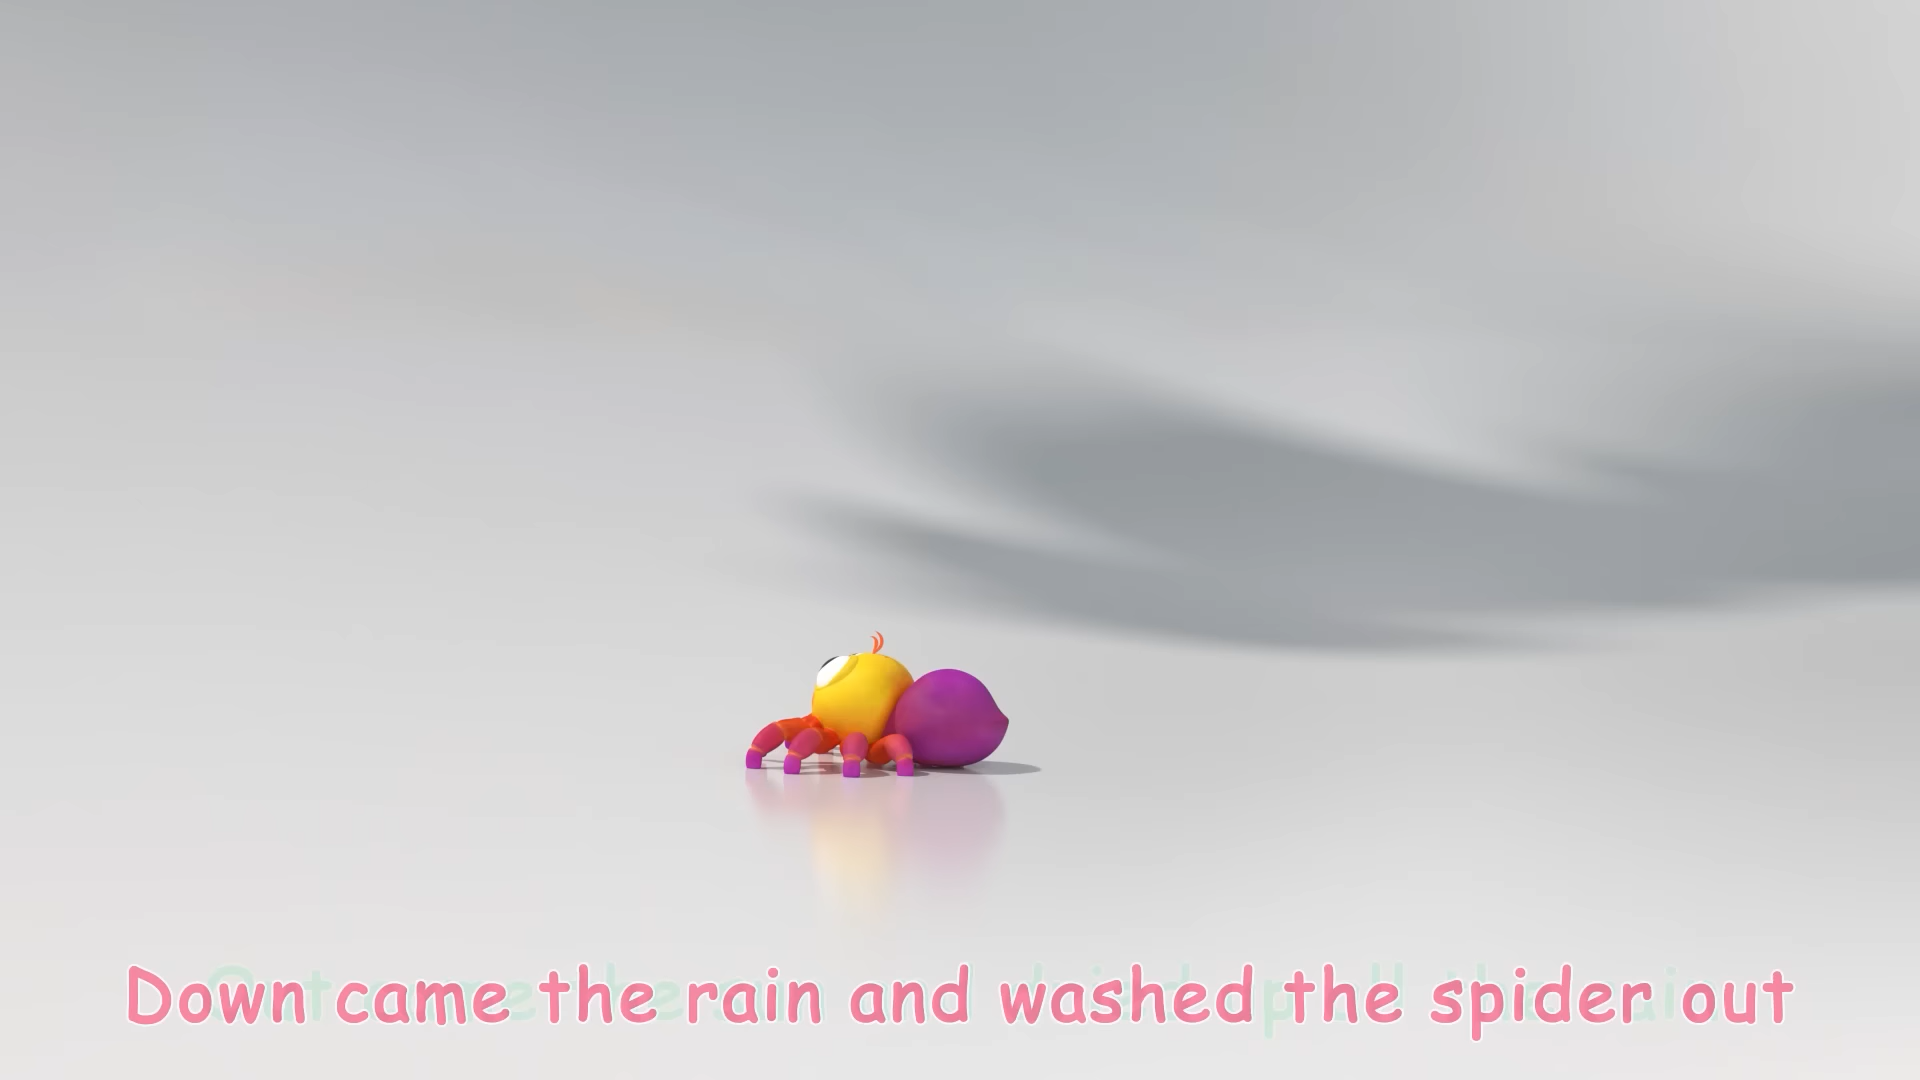 Down came the rain and washed the spider out